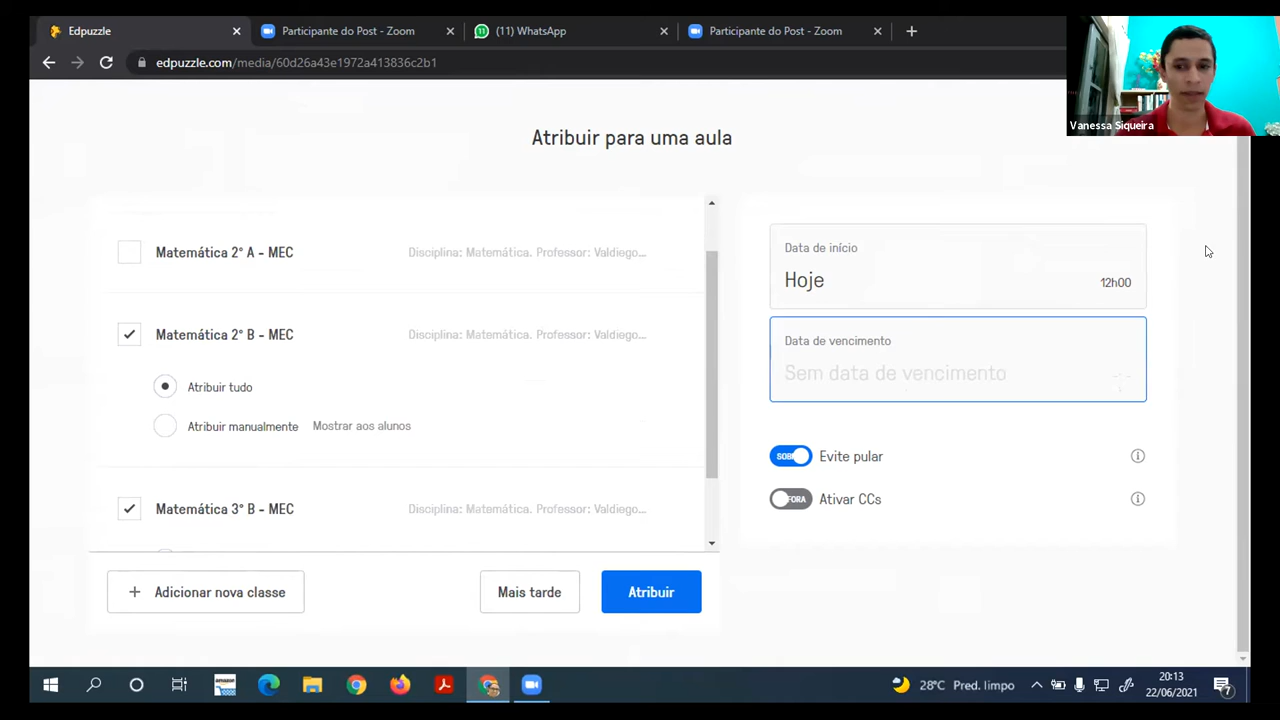 Edpuzzle
Participante do Post - Zoom
(11) WhatsApp
Participante do Post - Zoom
edpuzzle.com/media/60d26a43e1972a413836c2b1
Vanessa Siqueira
Atribuir para uma aula
Matemática 2° A - MEC
Disciplina: Matemática. Professor: Valdiego...
Matemática 2° B - MEC
Disciplina: Matemática. Professor: Valdiego...
Atribuir tudo
Atribuir manualmente
Mostrar aos alunos
Matemática 3° B - MEC
Disciplina: Matemática. Professor: Valdiego...
+ Adicionar nova classe
Mais tarde
Atribuir
Data de início
Hoje
12h00
Data de vencimento
Sem data de vencimento
Evite pular
FORA
Ativar CCs
amazon
28°C Pred. limpo
20:13
22/06/2021
7